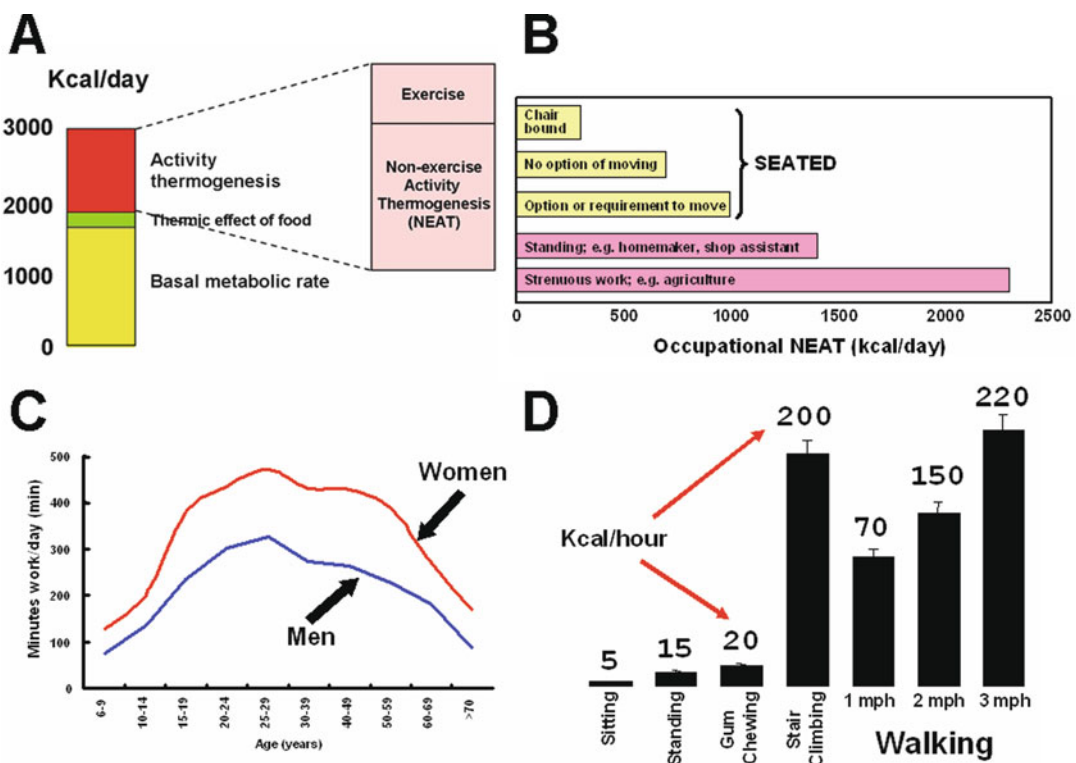 A
Kcal/day
3000
2000
1000
0
Activity
thermogenesis
Thermic effect of food
Basal metabolic rate
Exercise
Non-exercise
Activity
Thermogenesis
(NEAT)
B
Chair
bound
No option of moving
Option or requirement to move
SEATED
Standing; e.g. homemaker, shop assistant
Strenuous work; e.g. agriculture
0 500 1000 1500 2000 2500
Occupational NEAT (kcal/day)
C
Minutes work/day (min)
500
400
300
200
100
0
Women
Men
6-9 10-14 15-19 20-24 25-29 30-39 40-49 50-59 60-69 >70
Age (years)
D
Kcal/hour
5 15 20 200 70 150 220
Sitting
Standing
Gum
Chewing
Stair
Climbing
1 mph 2 mph 3 mph
Walking